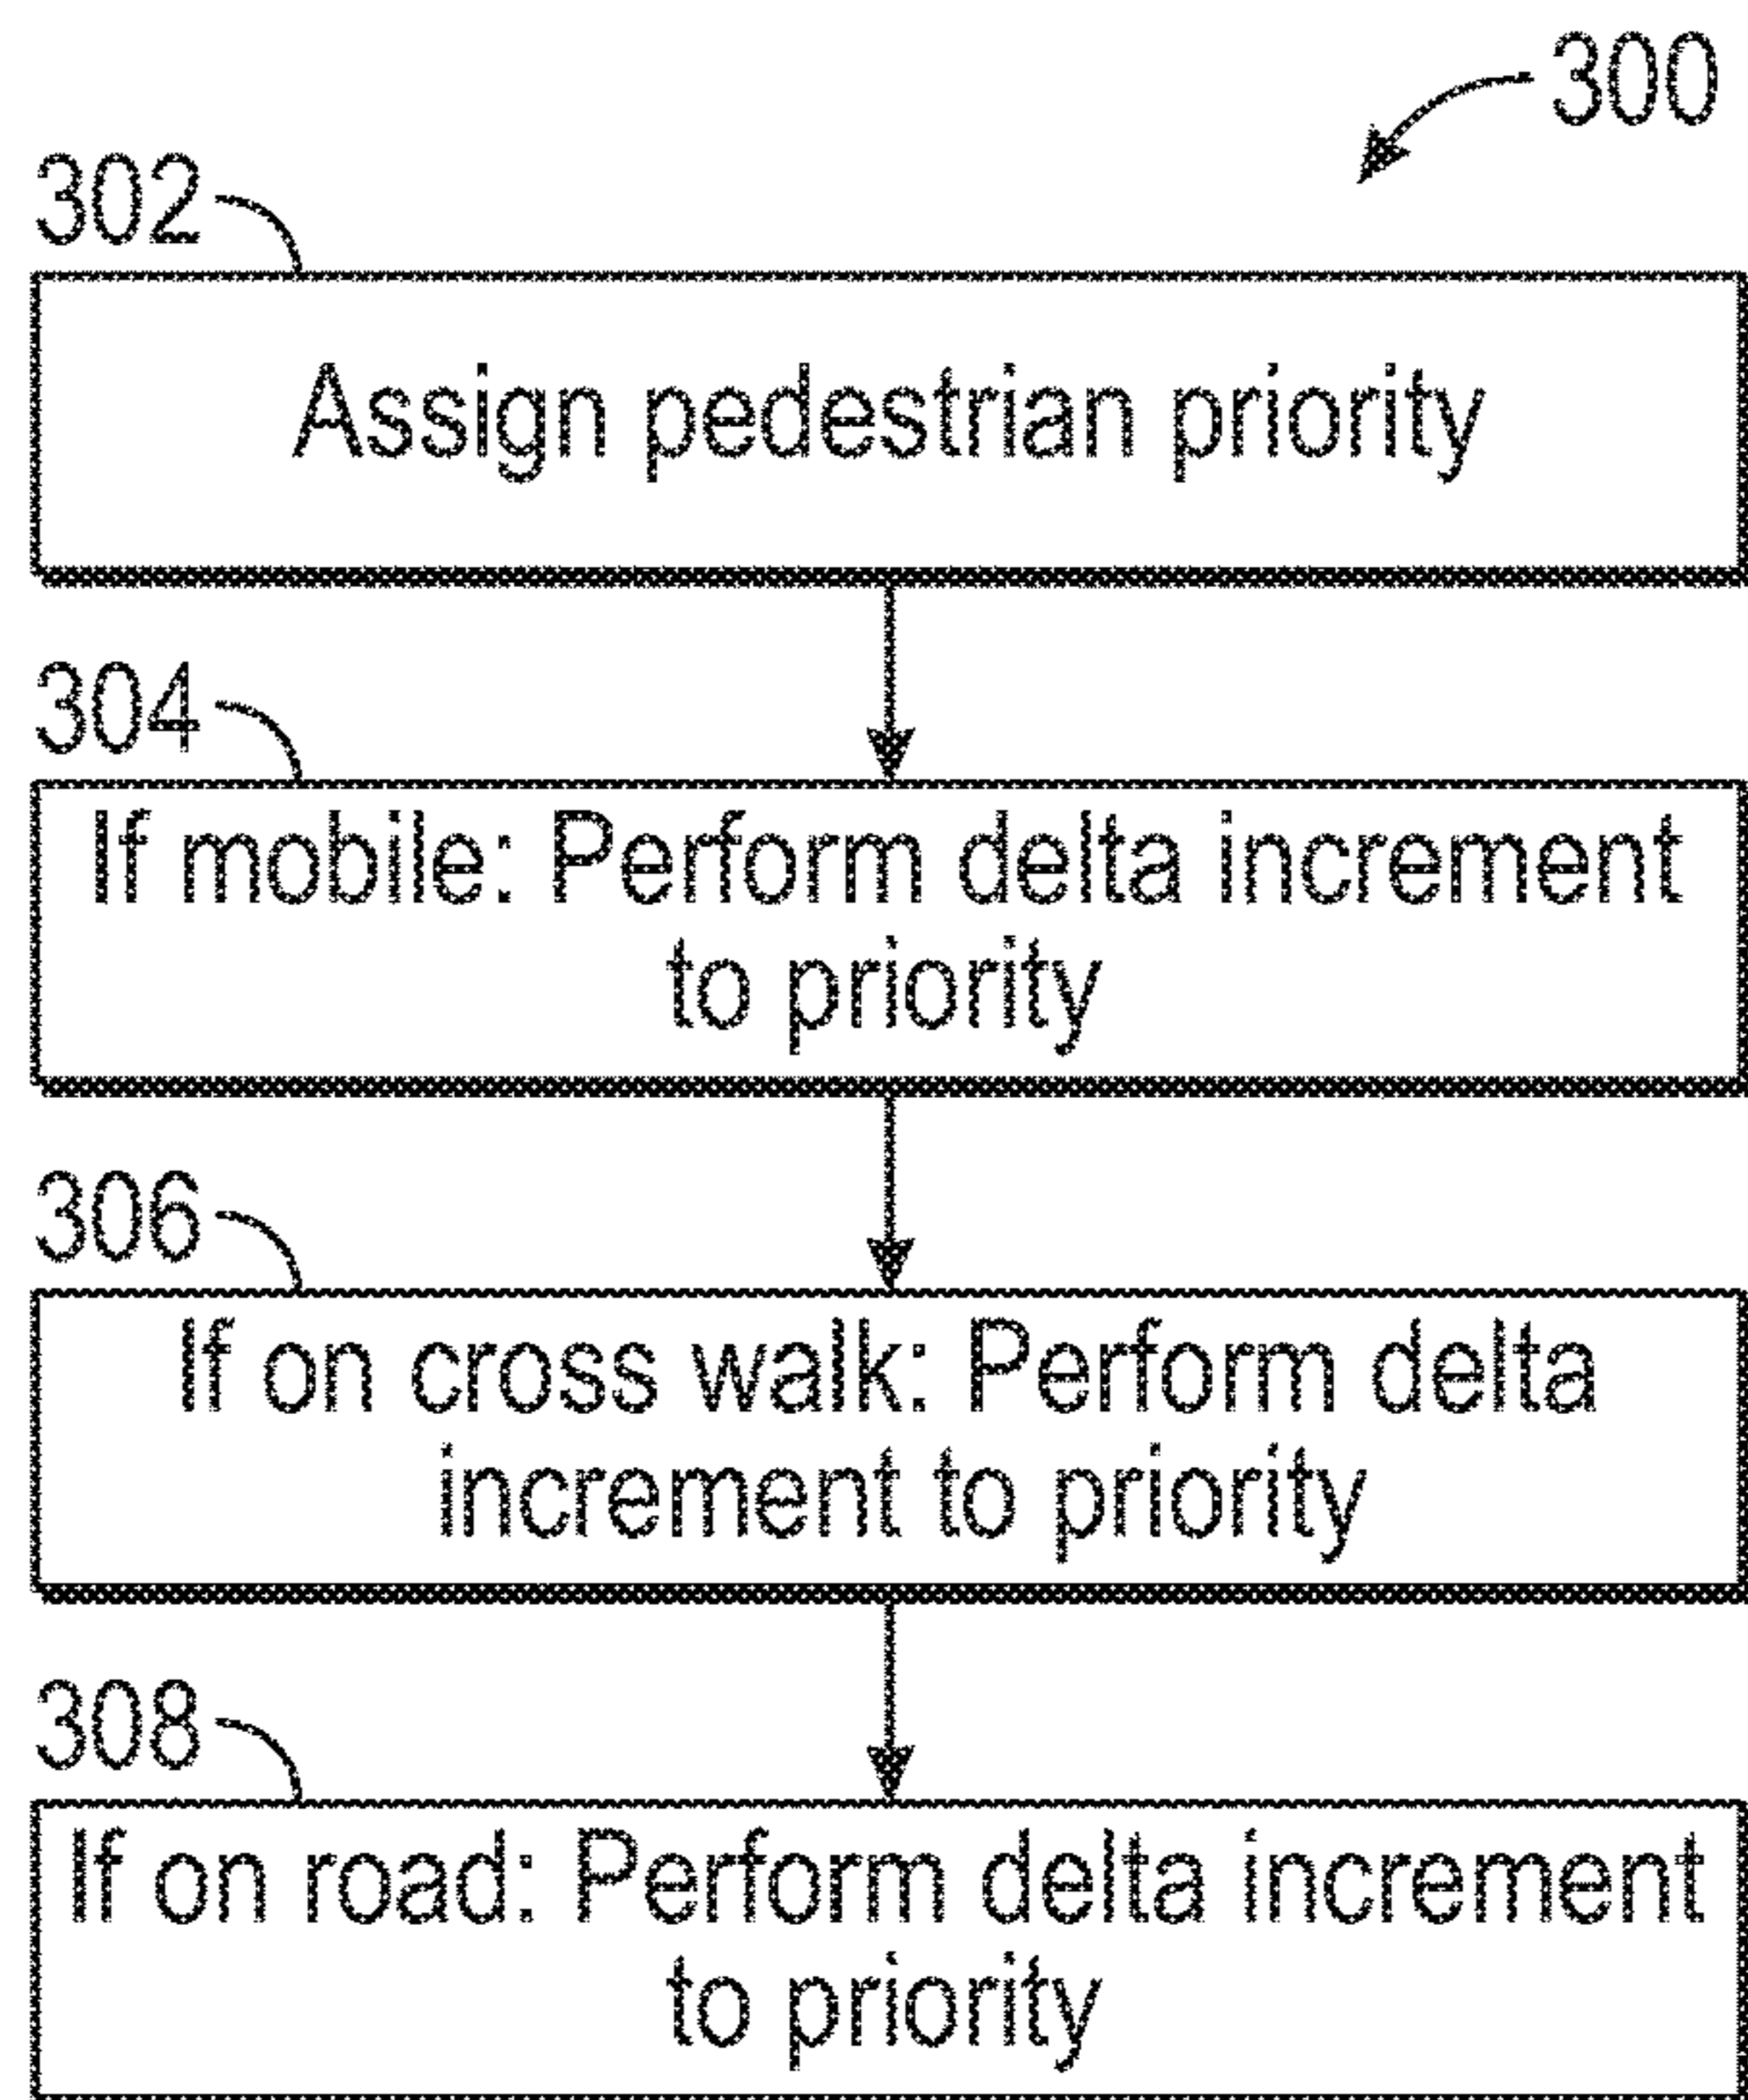 300
302
Assign pedestrian priority
304
If mobile: Perform delta increment
to priority
306
If on cross walk: Perform delta
increment to priority
308
If on road: Perform delta increment
to priority